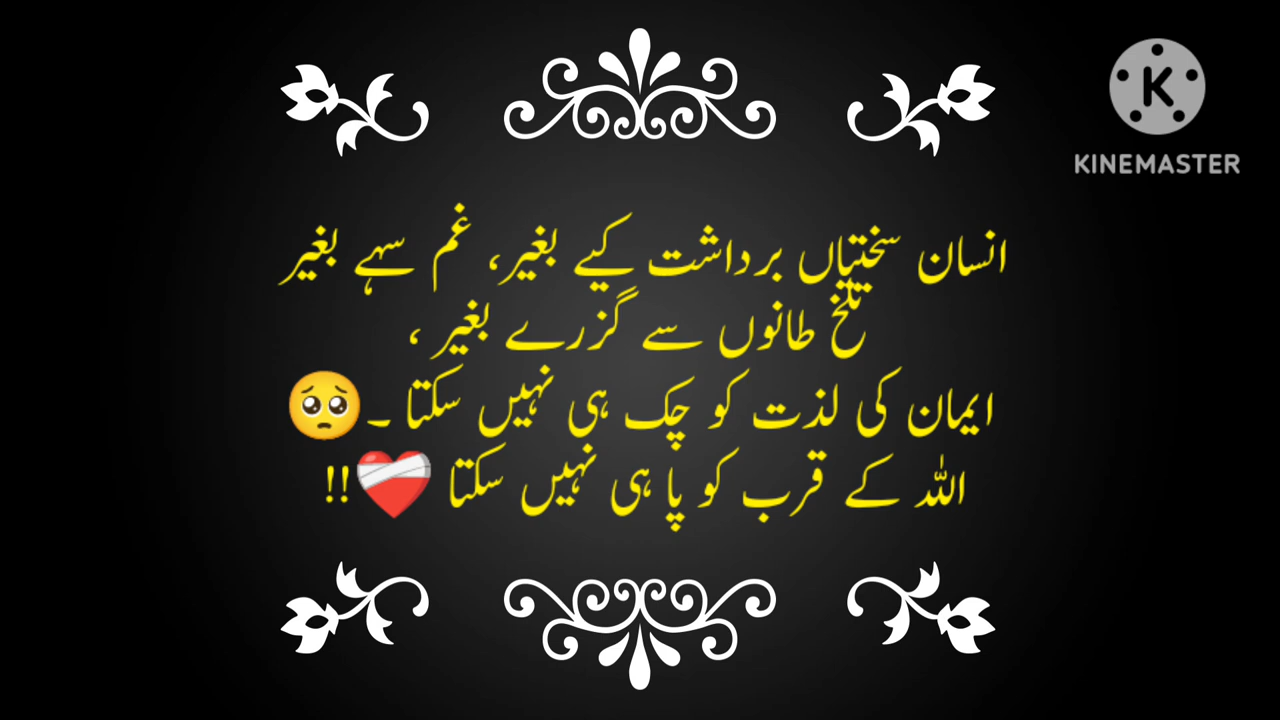 KINEMASTER
انسان سختیاں برداشت کیے بغیر، غم سہے بغیر
تلخ طانوں سے گزرے بغیر ،
ایمان کی لذت کو چک ہی نہیں سکتا ۔🥺
اللہ کے قرب کو پا ہی نہیں سکتا ❤️‍🩹!!